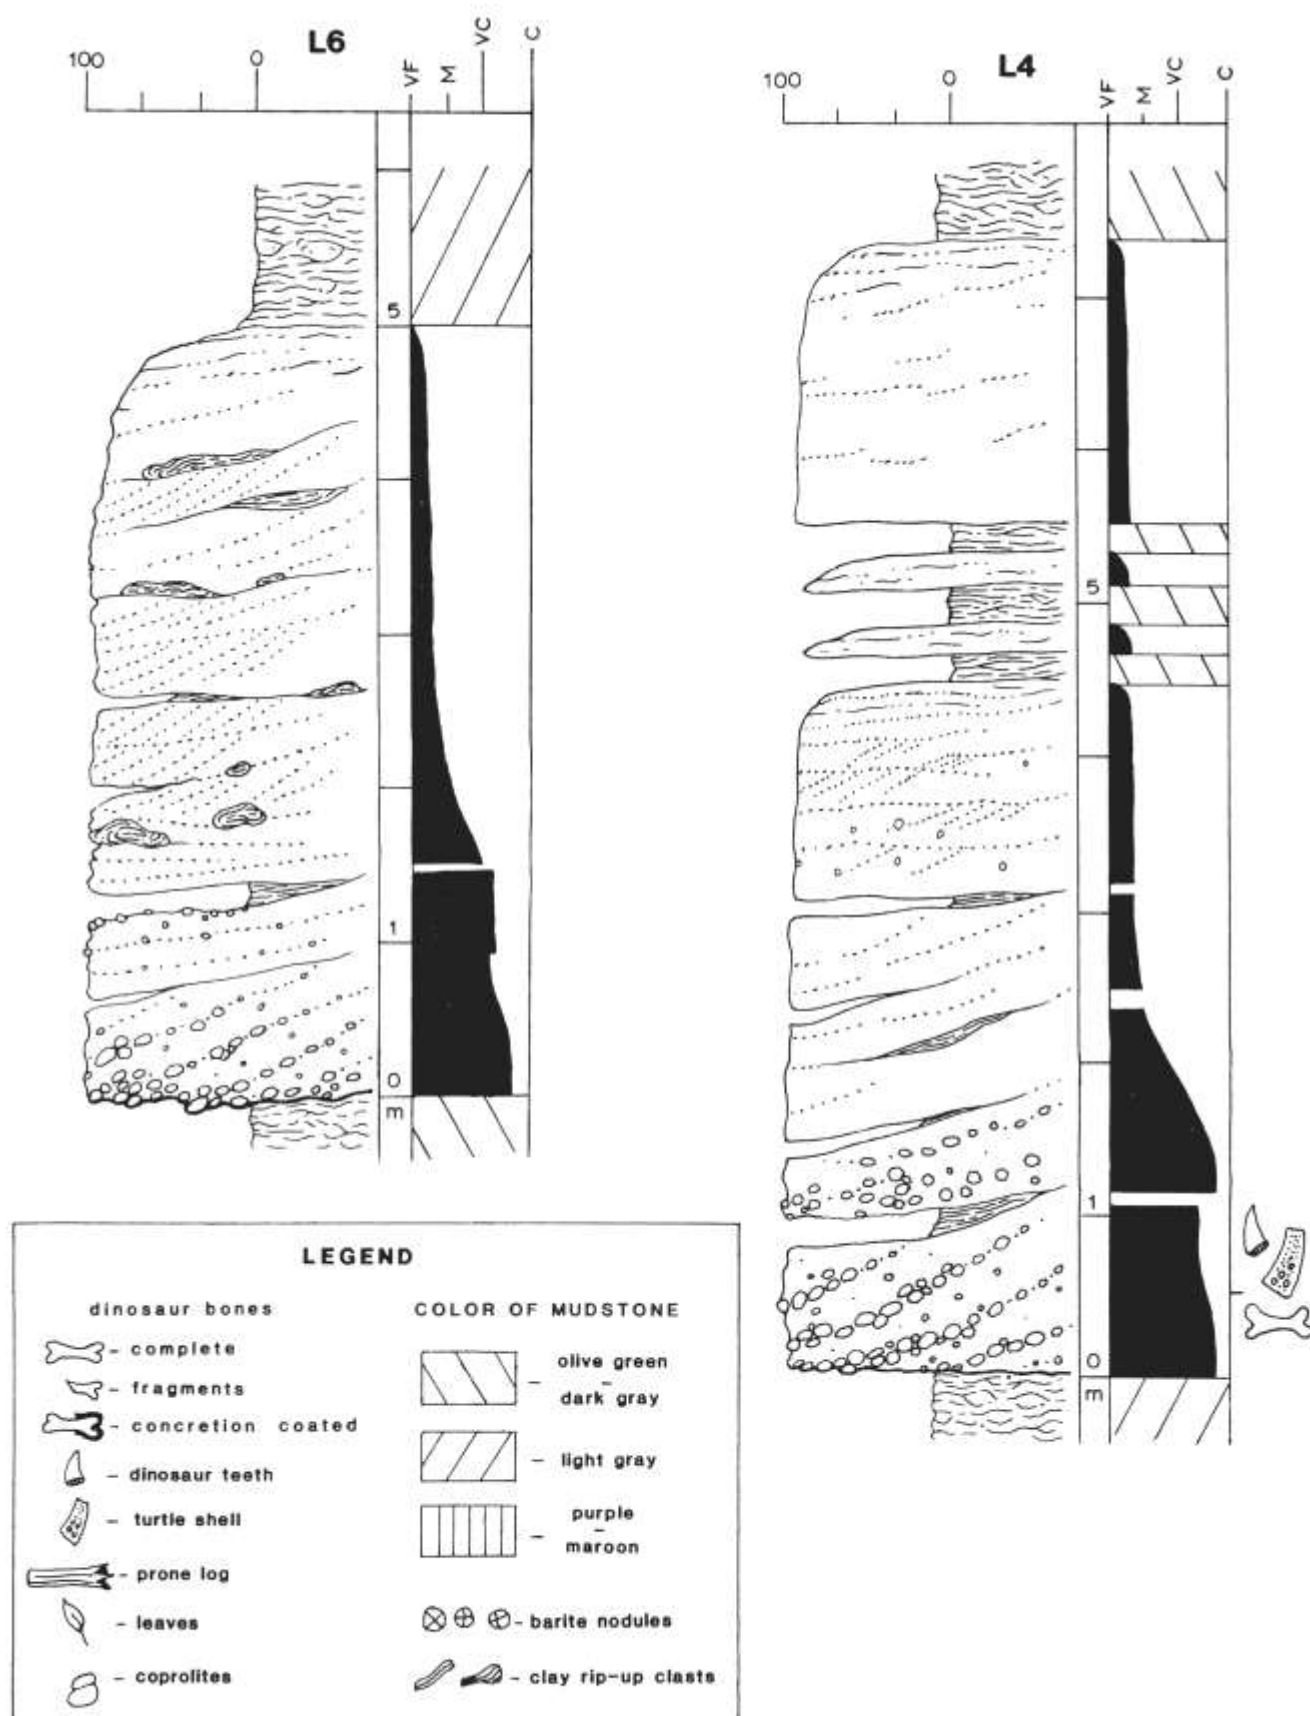 L6
100 0 VF M VC C
5
1
0
m
L4
100 0 VF M VC C
5
1
0
m
LEGEND
dinosaur bones
- complete
- fragments
- concretion coated
- dinosaur teeth
- turtle shell
- prone log
- leaves
- coprolites
COLOR OF MUDSTONE
olive green
-
dark gray
- light gray
purple
-
maroon
- barite nodules
- clay rip-up clasts